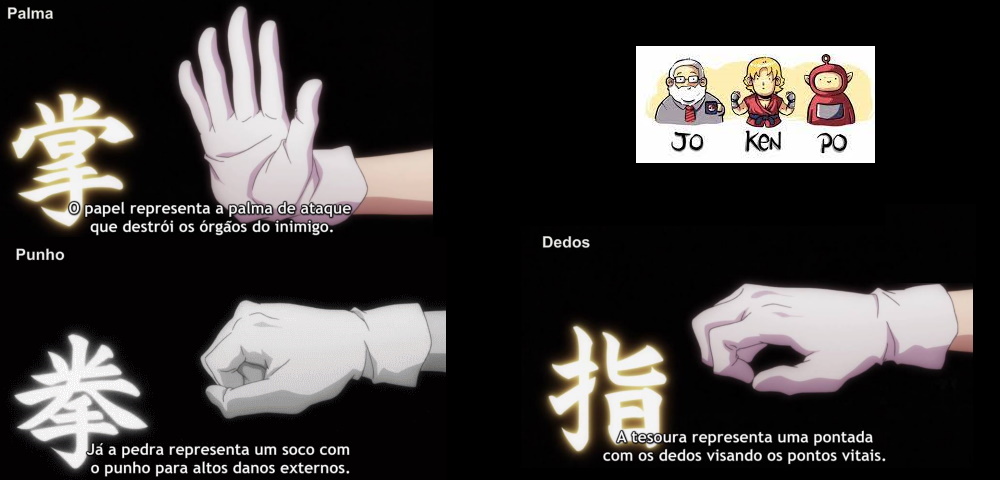 Palma
掌
O papel representa a palma de ataque
que destrói os órgãos do inimigo.
JO KEN PO
Punho
拳
Já a pedra representa um soco com
o punho para altos danos externos.
Dedos
指
A tesoura representa uma pontada
com os dedos visando os pontos vitais.